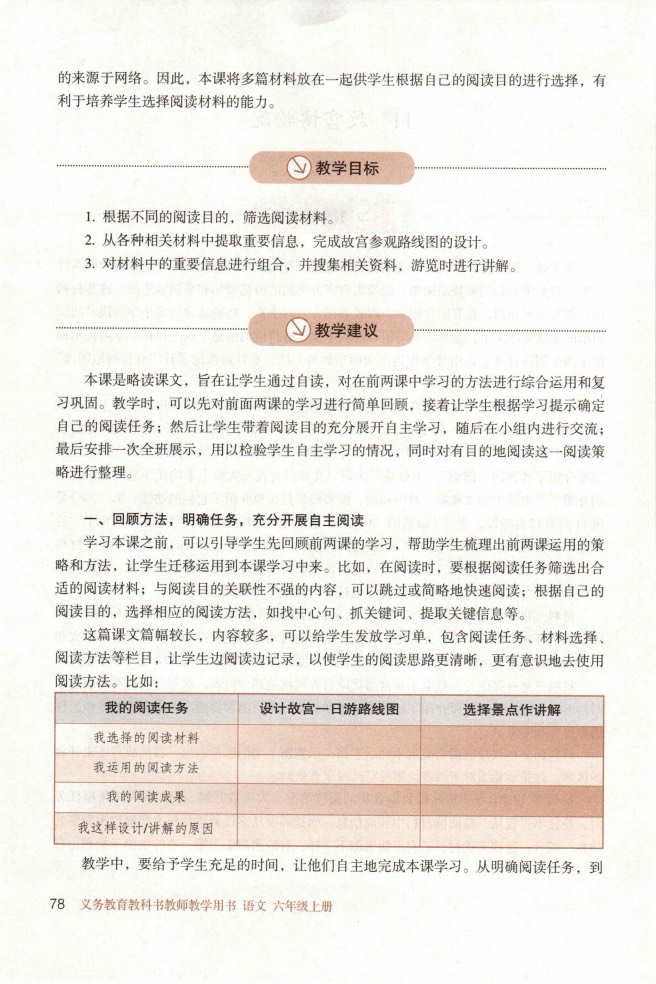 的来源于网络。因此，本课将多篇材料放在一起供学生根据自己的阅读目的进行选择，有
利于培养学生选择阅读材料的能力。
教学目标
1. 根据不同的阅读目的，筛选阅读材料。
2. 从各种相关材料中提取重要信息，完成故宫参观路线图的设计。
3. 对材料中的重要信息进行组合，并搜集相关资料，游览时进行讲解。
教学建议
本课是略读课文，旨在让学生通过自读，对在前两课中学习的方法进行综合运用和复
习巩固。教学时，可以先对前面两课的学习进行简单回顾，接着让学生根据学习提示确定
自己的阅读任务；然后让学生带着阅读目的充分展开自主学习，随后在小组内进行交流；
最后安排一次全班展示，用以检验学生自主学习的情况，同时对有目的地阅读这一阅读策
略进行整理。
一、回顾方法，明确任务，充分开展自主阅读
学习本课之前，可以引导学生先回顾前两课的学习，帮助学生梳理出前两课运用的策
略和方法，让学生迁移运用到本课学习中来。比如，在阅读时，要根据阅读任务筛选出合
适的阅读材料；与阅读目的关联性不强的内容，可以跳过或简略地快速阅读；根据自己的
阅读目的，选择相应的阅读方法，如找中心句、抓关键词、提取关键信息等。
这篇课文篇幅较长，内容较多，可以给学生发放学习单，包含阅读任务、材料选择、
阅读方法等栏目，让学生边阅读边记录，以使学生的阅读思路更清晰，更有意识地去使用
阅读方法。比如：
我的阅读任务 设计故宫一日游路线图 选择景点作讲解
我选择的阅读材料
我运用的阅读方法
我的阅读成果
我这样设计/讲解的原因
教学中，要给予学生充足的时间，让他们自主地完成本课学习。从明确阅读任务，到
78 义务教育教科书教师教学用书 语文 六年级上册